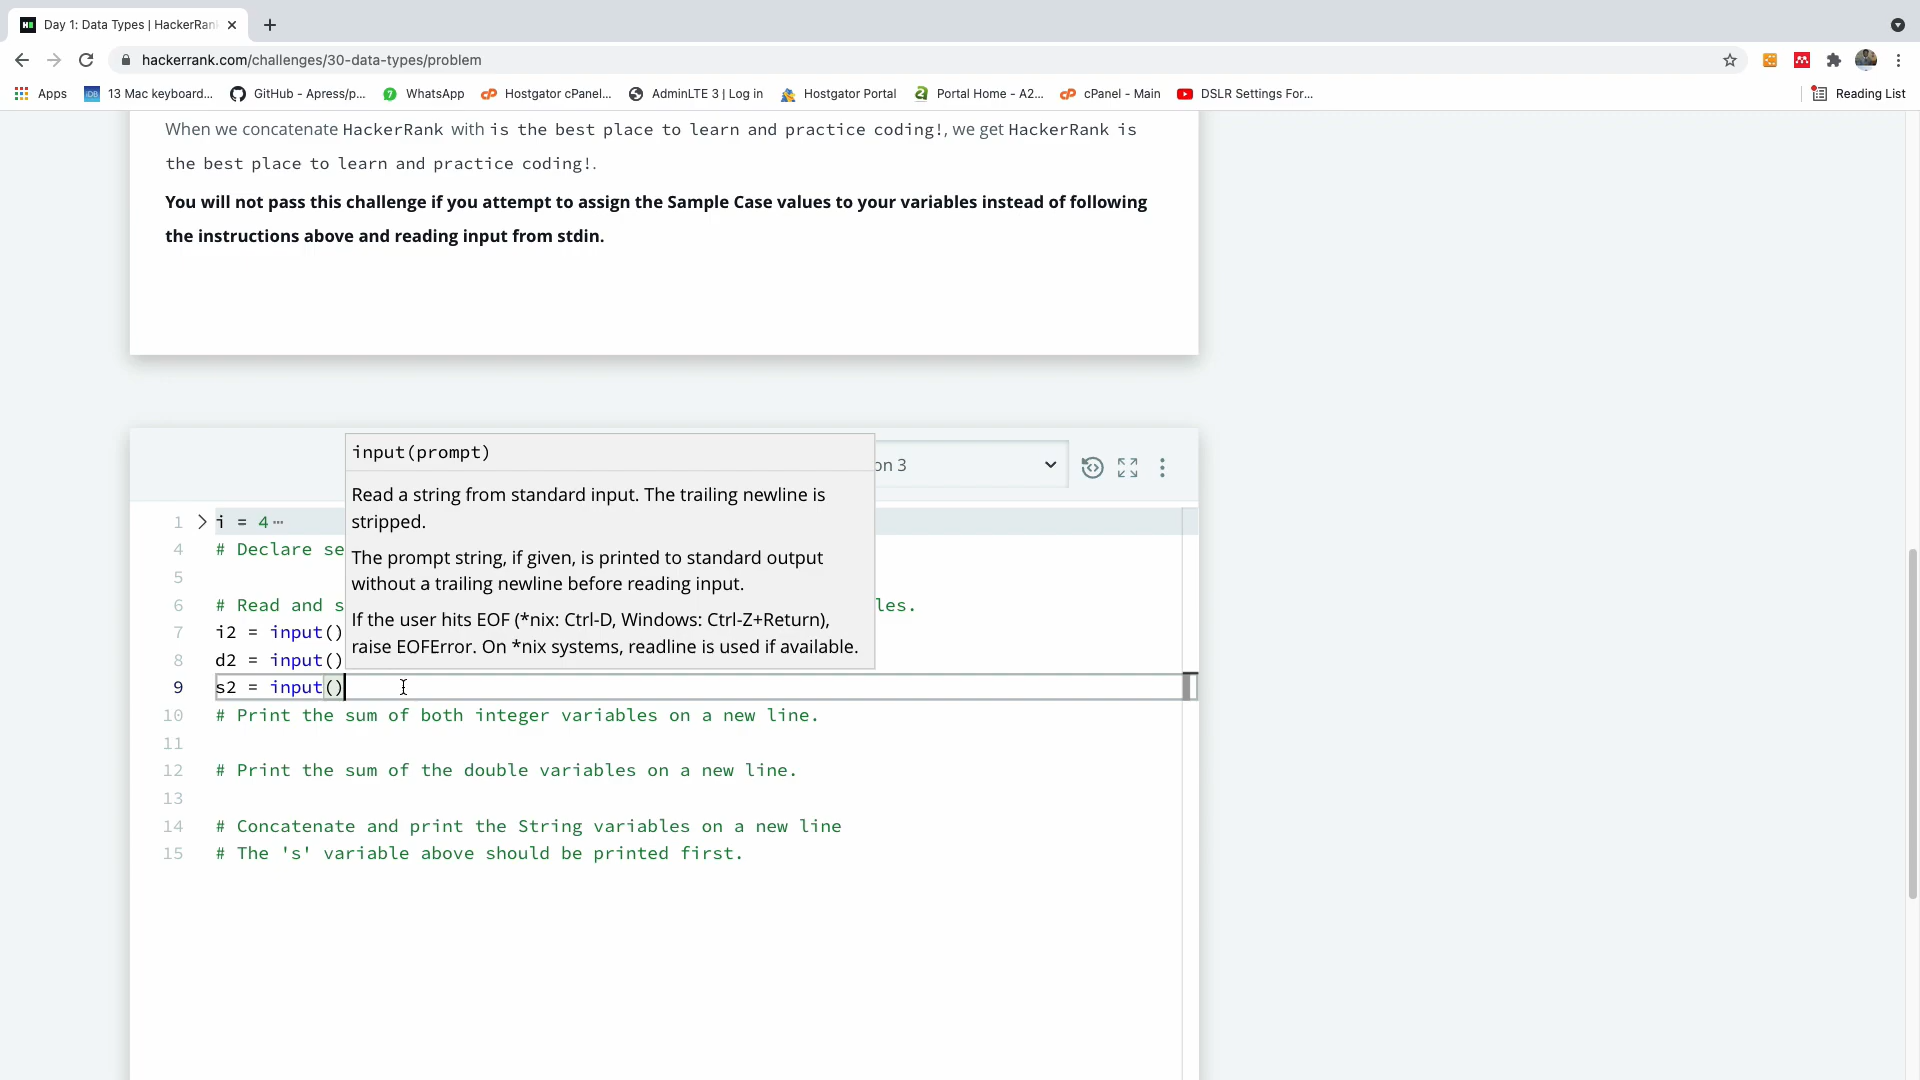 Day 1: Data Types | HackerRan
hackerrank.com/challenges/30-data-types/problem
Apps 13 Mac keyboard... GitHub - Apress/p... WhatsApp Hostgator cPanel... AdminLTE 3 | Log in Hostgator Portal Portal Home - A2... cPanel - Main DSLR Settings For... Reading List
When we concatenate HackerRank with is the best place to learn and practice coding!, we get HackerRank is
the best place to learn and practice coding!.
You will not pass this challenge if you attempt to assign the Sample Case values to your variables instead of following
the instructions above and reading input from stdin.
input(prompt)
on 3
Read a string from standard input. The trailing newline is
stripped.
The prompt string, if given, is printed to standard output
without a trailing newline before reading input.
If the user hits EOF (*nix: Ctrl-D, Windows: Ctrl-Z+Return),
raise EOFError. On *nix systems, readline is used if available.
1 i = 4
4 # Declare se
5
6 # Read and s les.
7 i2 = input()
8 d2 = input()
9 s2 = input()
10 # Print the sum of both integer variables on a new line.
11
12 # Print the sum of the double variables on a new line.
13
14 # Concatenate and print the String variables on a new line
15 # The 's' variable above should be printed first.